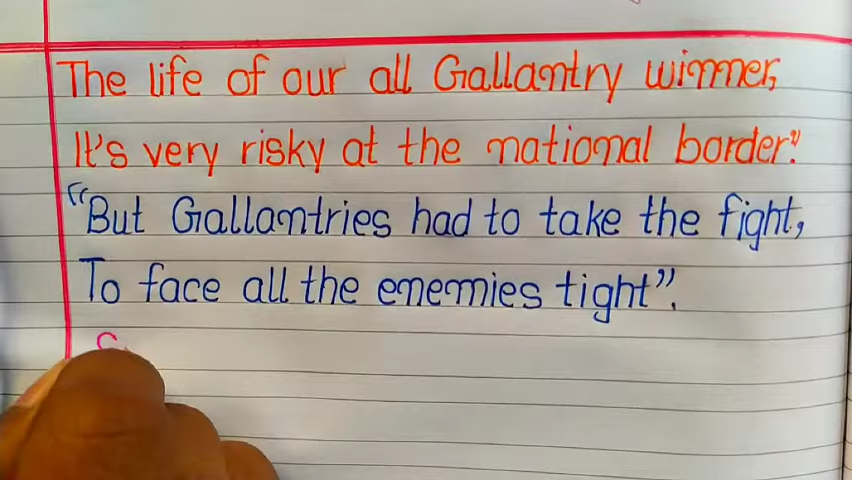 The life of our all Gallantry winner,
It's very risky at the national border."
"But Gallantries had to take the fight,
To face all the enemies tight".